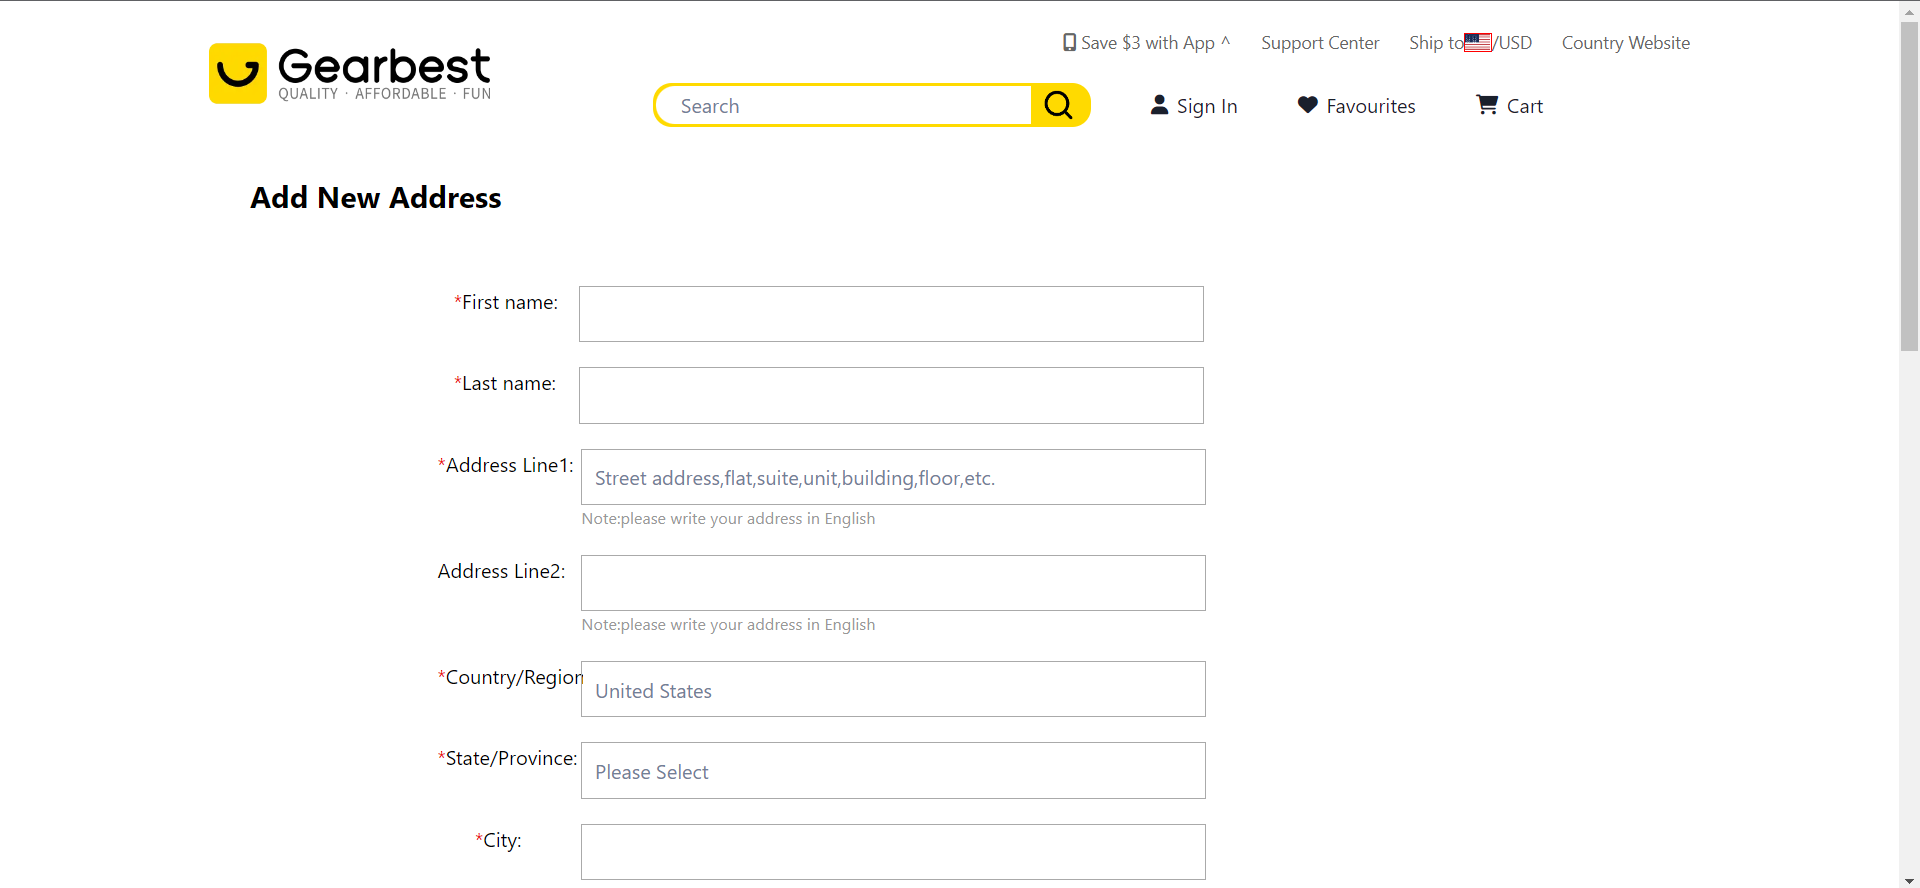 Save $3 with App ^ Support Center Ship to/USD Country Website
Gearbest
QUALITY · AFFORDABLE · FUN
Search
Sign In Favourites Cart
Add New Address
*First name:
*Last name:
*Address Line1: Street address,flat,suite,unit,building,floor,etc.
Note:please write your address in English
Address Line2:
Note:please write your address in English
*Country/Region United States
*State/Province: Please Select
*City: